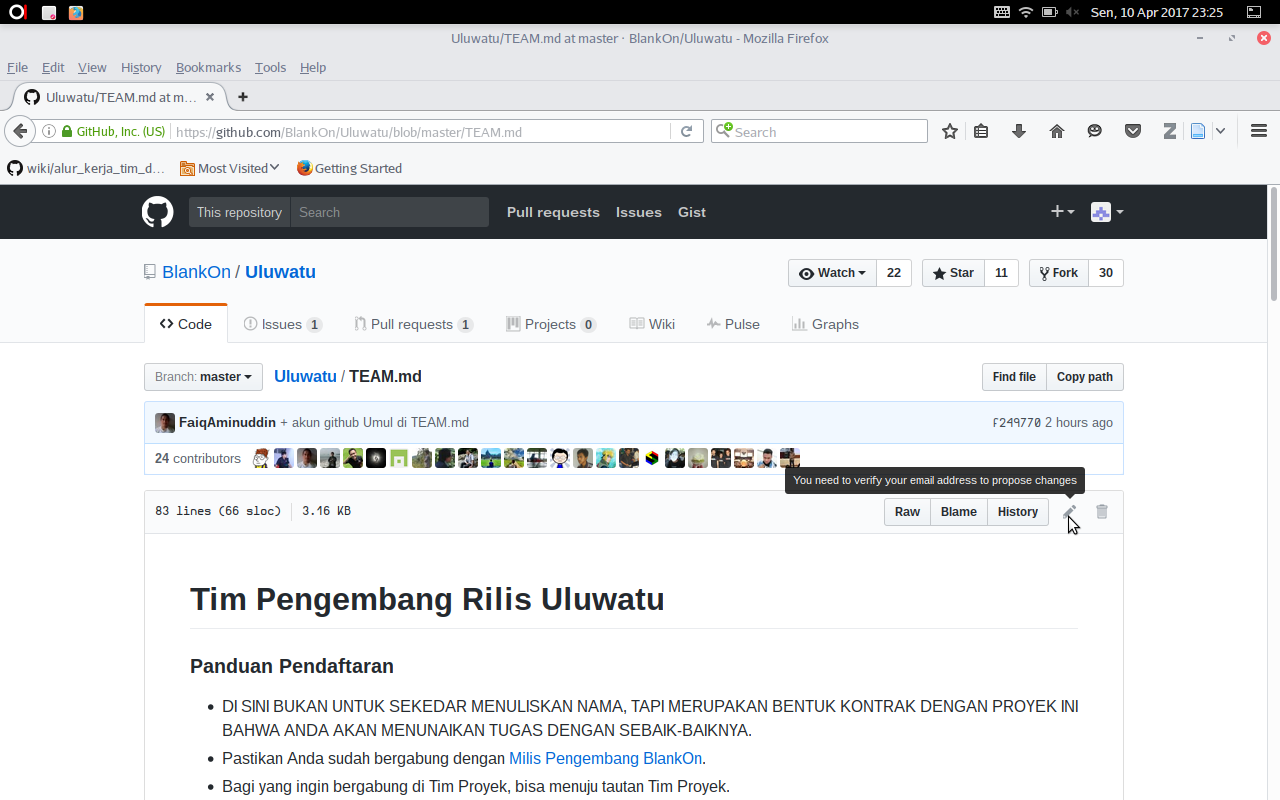 Sen, 10 Apr 2017 23:25
Uluwatu/TEAM.md at master · BlankOn/Uluwatu - Mozilla Firefox
File Edit View History Bookmarks Tools Help
Uluwatu/TEAM.md at m...
GitHub, Inc. (US) https://github.com/BlankOn/Uluwatu/blob/master/TEAM.md Search
wiki/alur_kerja_tim_d... Most Visited Getting Started
This repository Search Pull requests Issues Gist
BlankOn / Uluwatu Watch 22 Star 11 Fork 30
Code Issues 1 Pull requests 1 Projects 0 Wiki Pulse Graphs
Branch: master Uluwatu / TEAM.md Find file Copy path
FaiqAminuddin + akun github Umul di TEAM.md f249770 2 hours ago
24 contributors
You need to verify your email address to propose changes
83 lines (66 sloc) 3.16 KB Raw Blame History
Tim Pengembang Rilis Uluwatu
Panduan Pendaftaran
DI SINI BUKAN UNTUK SEKEDAR MENULISKAN NAMA, TAPI MERUPAKAN BENTUK KONTRAK DENGAN PROYEK INI
BAHWA ANDA AKAN MENUNAIKAN TUGAS DENGAN SEBAIK-BAIKNYA.
Pastikan Anda sudah bergabung dengan Milis Pengembang BlankOn.
Bagi yang ingin bergabung di Tim Proyek, bisa menuju tautan Tim Proyek.